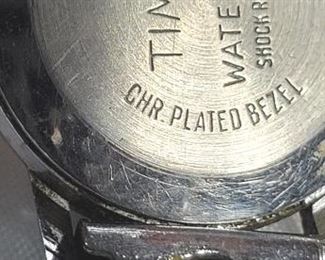 TIM
WATE
SHOCK R
CHR. PLATED BEZEL